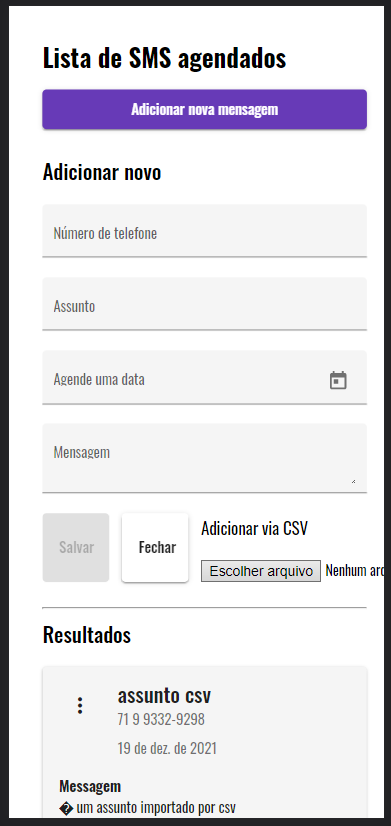 Lista de SMS agendados
Adicionar nova mensagem
Adicionar novo
Número de telefone
Assunto
Agende uma data
Mensagem
Salvar
Fechar
Adicionar via CSV
Escolher arquivo Nenhum arq
Resultados
assunto csv
71 9 9332-9298
19 de dez. de 2021
Messagem
� um assunto importado por csv